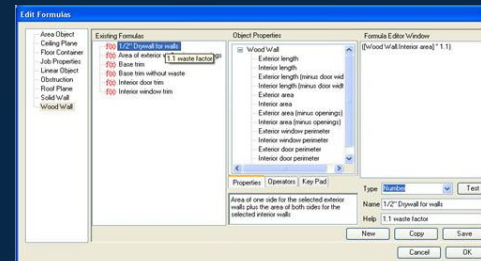 Edit Formulas
Area Object
Ceiling Plane
Floor Container
Job Properties
Linear Object
Obstructions
Roof Plane
Solid Wall
Wood Wall
Existing Formulas
f(x) 1/2" Drywall for walls
f(x) Area of exterior
1.1 waste factor
f(x) Base trim
f(x) Base trim without waste
f(x) Interior door trim
f(x) Interior window trim
Object Properties
Wood Wall
Exterior length
Interior length
Exterior length (minus door wid
Interior length (minus door widt
Exterior area
Interior area
Exterior area (minus openings)
Interior area (minus openings)
Exterior window perimeter
Interior window perimeter
Exterior door perimeter
Interior door perimeter
Properties Operators Key Pad
Area of one side for the selected exterior
walls plus the area of both sides for the
selected interior walls
Formula Editor Window
([Wood Wall:Interior area] * 1.1)
Type Number Test
Name 1/2" Drywall for walls
Help 1.1 waste factor
New Copy Save
Cancel OK